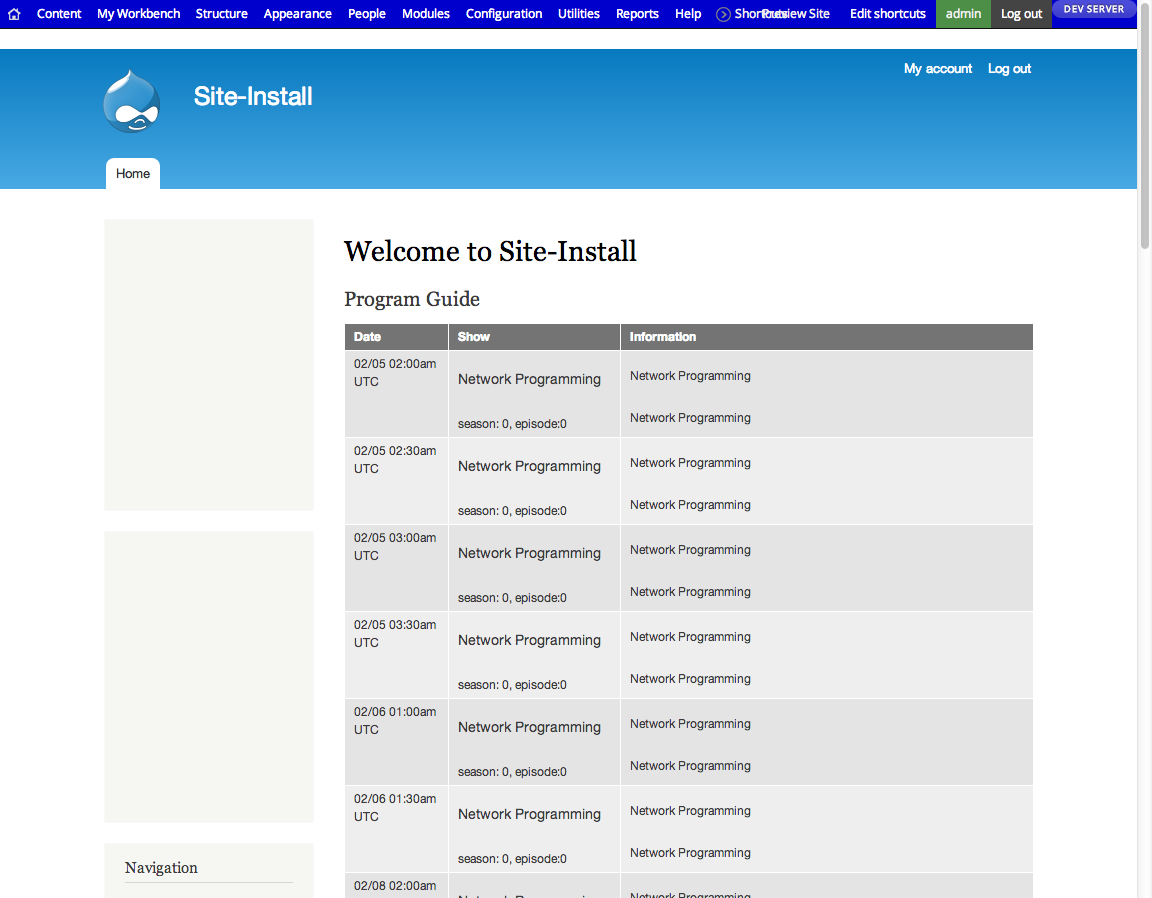 Content My Workbench Structure Appearance People Modules Configuration Utilities Reports Help Shortcuts Preview Site Edit shortcuts admin Log out DEV SERVER
My account Log out
Site-Install
Home
Welcome to Site-Install
Program Guide
Date Show Information
02/05 02:00am UTC
Network Programming
season: 0, episode:0
Network Programming
Network Programming
02/05 02:30am UTC
Network Programming
season: 0, episode:0
Network Programming
Network Programming
02/05 03:00am UTC
Network Programming
season: 0, episode:0
Network Programming
Network Programming
02/05 03:30am UTC
Network Programming
season: 0, episode:0
Network Programming
Network Programming
02/06 01:00am UTC
Network Programming
season: 0, episode:0
Network Programming
Network Programming
02/06 01:30am UTC
Network Programming
season: 0, episode:0
Network Programming
Network Programming
02/08 02:00am
Navigation